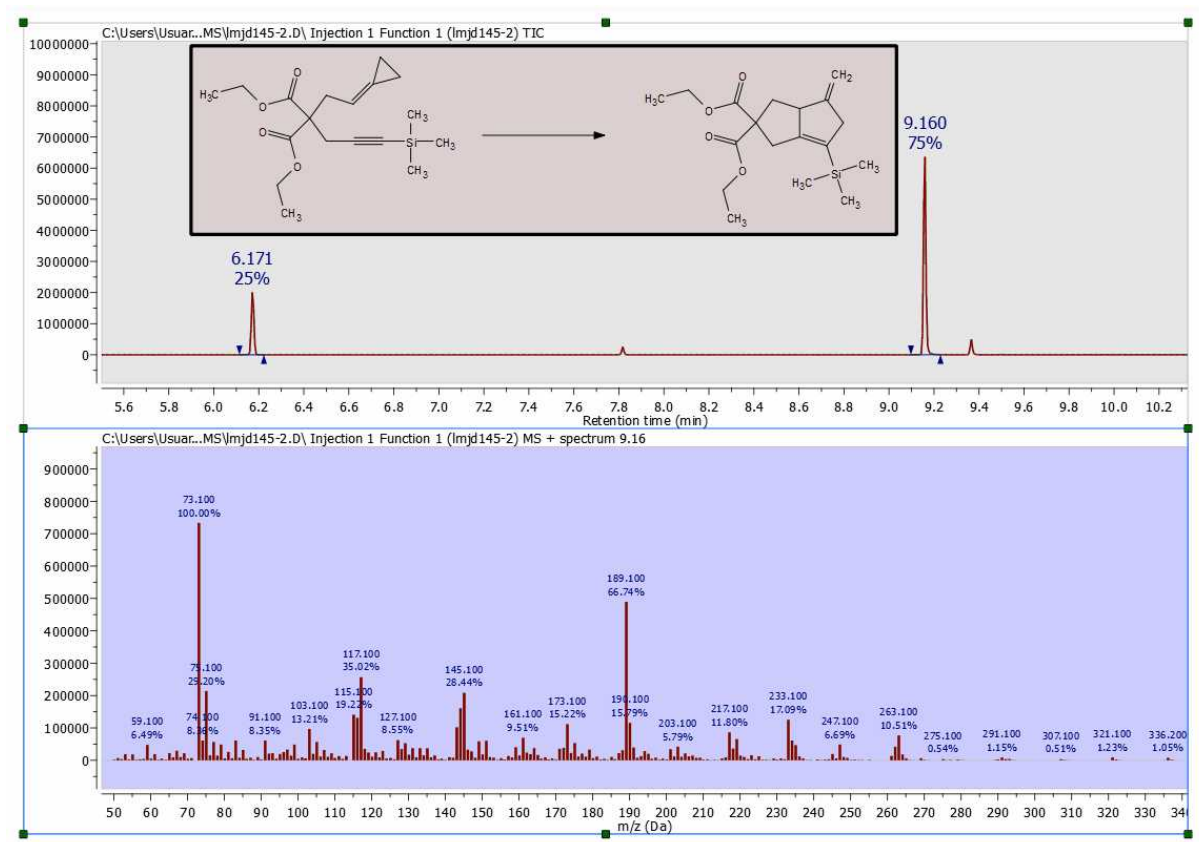 C:\Users\Usuar...MS\lmjd145-2.D\ Injection 1 Function 1 (lmjd145-2) TIC
10000000
9000000
8000000
7000000
6000000
5000000
4000000
3000000
2000000
1000000
0
H₃C
O
O
O
O
CH₃
CH₃
Si
CH₃
CH₃
H₃C
O
O
O
O
CH₃
CH₂
Si
CH₃
H₃C
CH₃
6.171
25%
9.160
75%
5.6 5.8 6.0 6.2 6.4 6.6 6.8 7.0 7.2 7.4 7.6 7.8 8.0 8.2 8.4 8.6 8.8 9.0 9.2 9.4 9.6 9.8 10.0 10.2
Retention time (min)
C:\Users\Usuar...MS\lmjd145-2.D\ Injection 1 Function 1 (lmjd145-2) MS + spectrum 9.16
900000
800000
700000
600000
500000
400000
300000
200000
100000
0
59.100
6.49%
73.100
100.00%
74.100
8.36%
75.100
29.20%
91.100
8.35%
103.100
13.21%
115.100
19.22%
117.100
35.02%
127.100
8.55%
145.100
28.44%
161.100
9.51%
173.100
15.22%
189.100
66.74%
190.100
15.79%
203.100
5.79%
217.100
11.80%
233.100
17.09%
247.100
6.69%
263.100
10.51%
275.100
0.54%
291.100
1.15%
307.100
0.51%
321.100
1.23%
336.200
1.05%
50 60 70 80 90 100 110 120 130 140 150 160 170 180 190 200 210 220 230 240 250 260 270 280 290 300 310 320 330
m/z (Da)